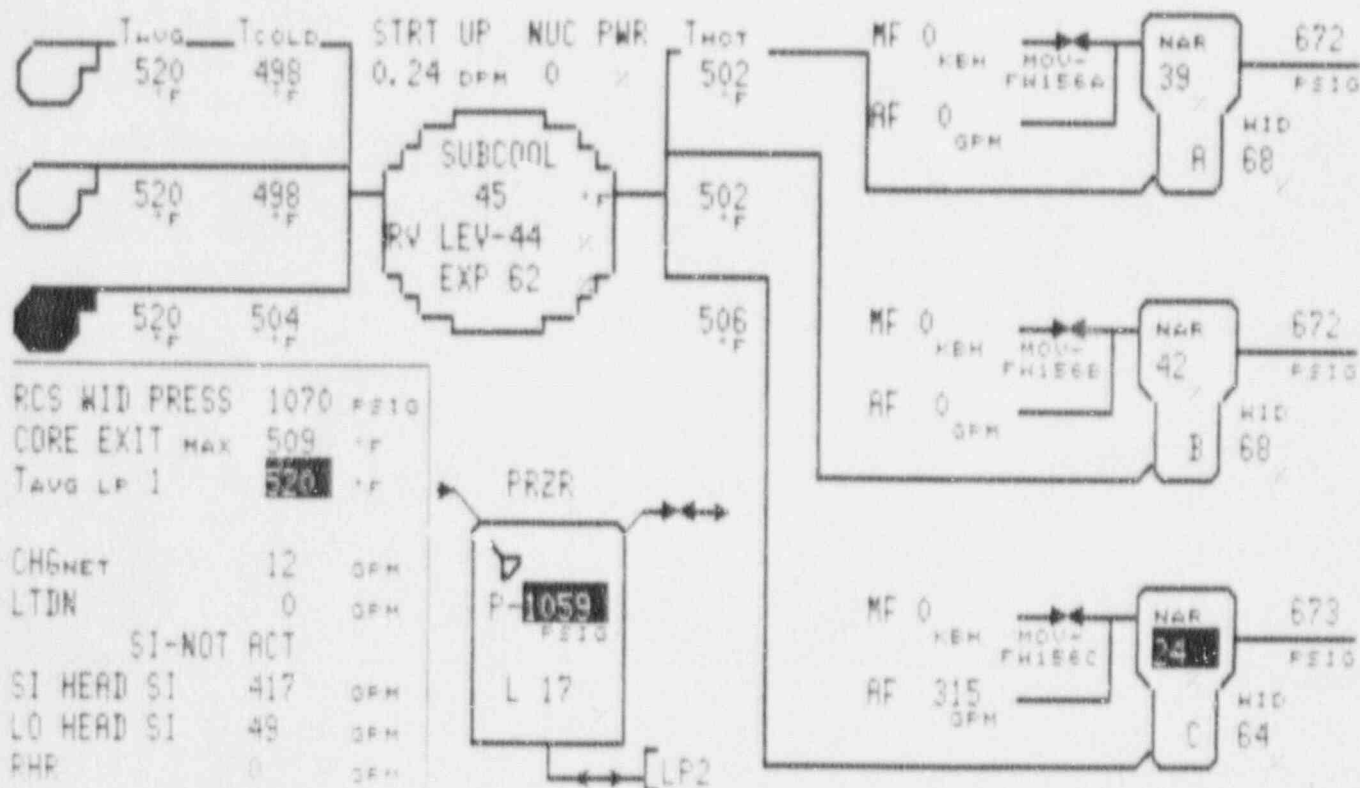 TAVG TCOLD STRT UP NUC PWR THOT
520 °F 498 °F 0.24 DPM 0 % 502 °F
520 °F 498 °F 502 °F
520 °F 504 °F 506 °F
SUBCOOL
45 °F
RV LEV-44 %
EXP 62 %
MF 0 KBH
MOV-FW156A
AF 0 GPM
NAR
39 %
A
672 PSIG
WID
68 %
MF 0 KBH
MOV-FW156B
AF 0 GPM
NAR
42 %
B
672 PSIG
WID
68 %
MF 0 KBH
MOV-FW156C
AF 315 GPM
NAR
24 %
C
673 PSIG
WID
64 %
RCS WID PRESS 1070 PSIG
CORE EXIT MAX 509 °F
TAVG LP 1 520 °F
CHGNET 12 GPM
LTDN 0 GPM
SI-NOT ACT
SI HEAD SI 417 GPM
LO HEAD SI 49 GPM
RHR 0 GPM
PRZR
P-1059
PSIG
L 17 %
LP2